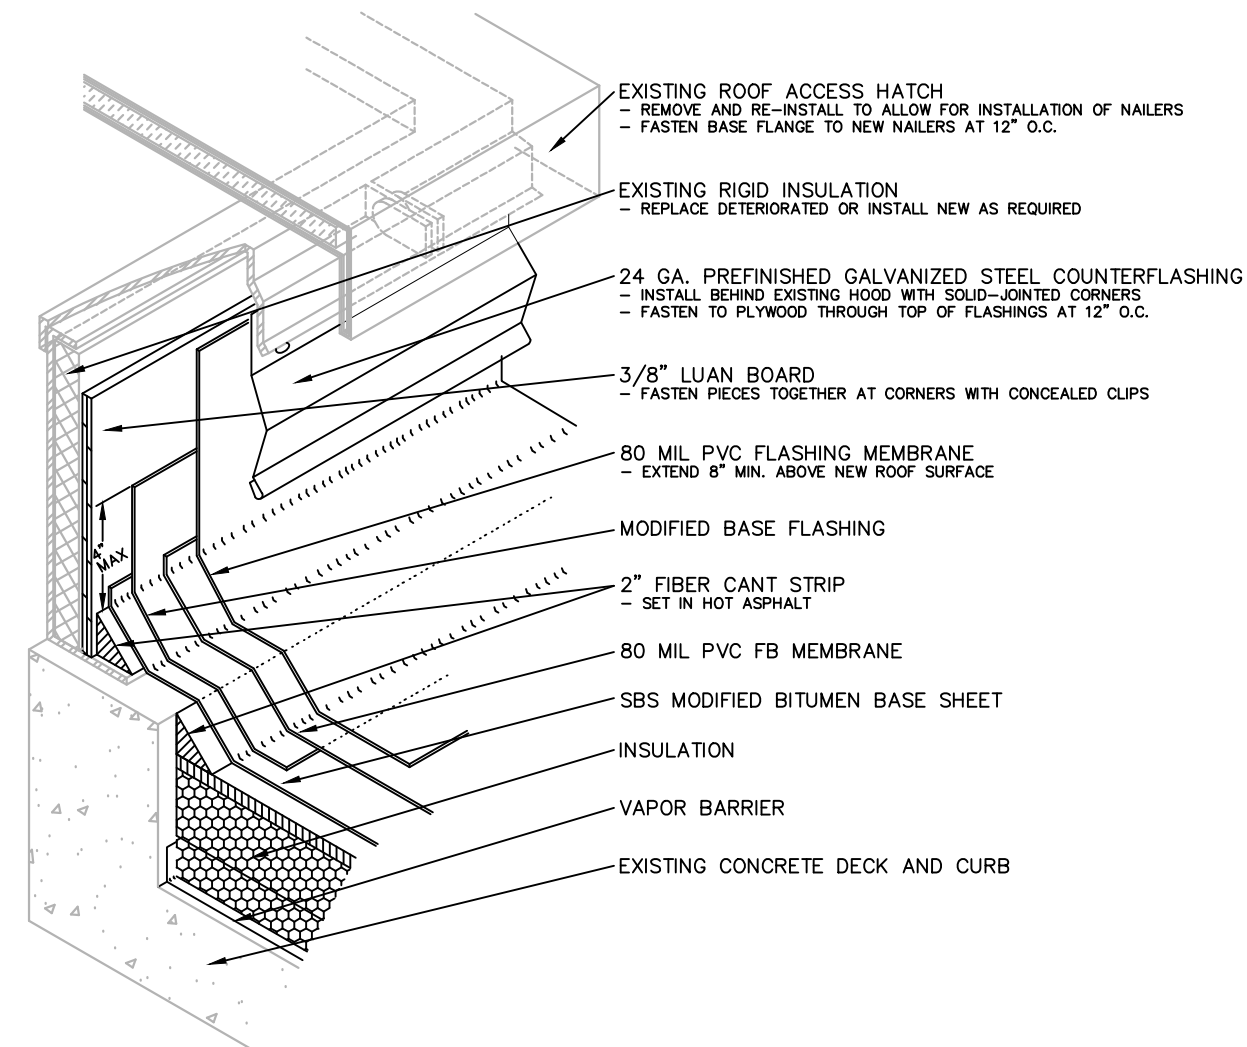 EXISTING ROOF ACCESS HATCH
– REMOVE AND RE–INSTALL TO ALLOW FOR INSTALLATION OF NAILERS
– FASTEN BASE FLANGE TO NEW NAILERS AT 12" O.C.
EXISTING RIGID INSULATION
– REPLACE DETERIORATED OR INSTALL NEW AS REQUIRED
24 GA. PREFINISHED GALVANIZED STEEL COUNTERFLASHING
– INSTALL BEHIND EXISTING HOOD WITH SOLID–JOINTED CORNERS
– FASTEN TO PLYWOOD THROUGH TOP OF FLASHINGS AT 12" O.C.
3/8" LUAN BOARD
– FASTEN PIECES TOGETHER AT CORNERS WITH CONCEALED CLIPS
80 MIL PVC FLASHING MEMBRANE
– EXTEND 8" MIN. ABOVE NEW ROOF SURFACE
MODIFIED BASE FLASHING
4"
MAX
2" FIBER CANT STRIP
– SET IN HOT ASPHALT
80 MIL PVC FB MEMBRANE
SBS MODIFIED BITUMEN BASE SHEET
INSULATION
VAPOR BARRIER
EXISTING CONCRETE DECK AND CURB